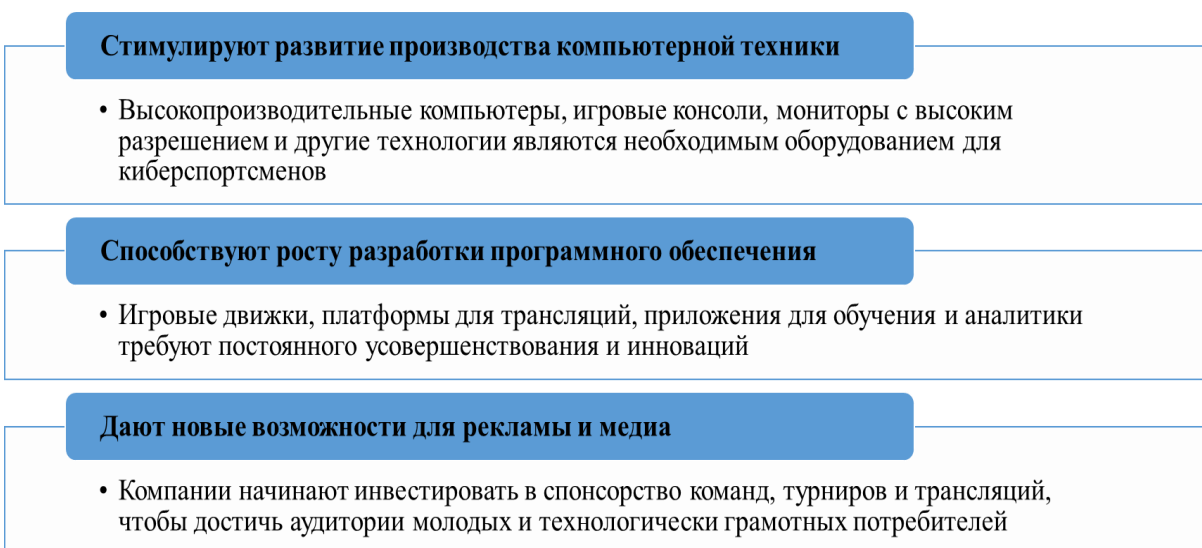 Стимулируют развитие производства компьютерной техники
• Высокопроизводительные компьютеры, игровые консоли, мониторы с высоким
разрешением и другие технологии являются необходимым оборудованием для
киберспортсменов
Способствуют росту разработки программного обеспечения
• Игровые движки, платформы для трансляций, приложения для обучения и аналитики
требуют постоянного усовершенствования и инноваций
Дают новые возможности для рекламы и медиа
• Компании начинают инвестировать в спонсорство команд, турниров и трансляций,
чтобы достичь аудитории молодых и технологически грамотных потребителей